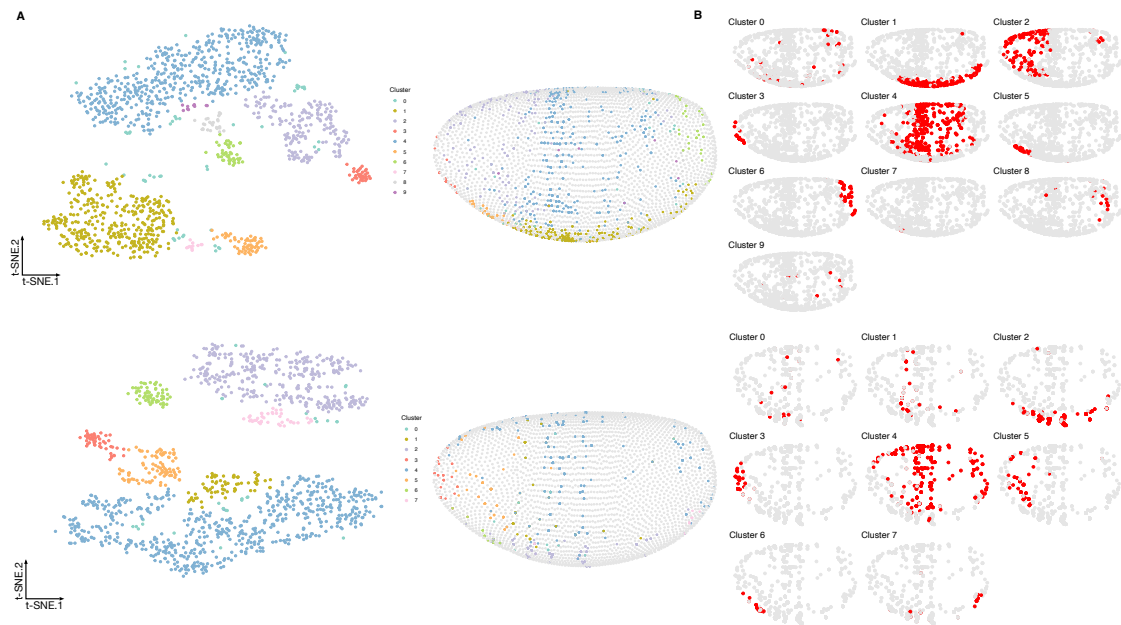 A
t-SNE.2
t-SNE.1
Cluster
0
1
2
3
4
5
6
7
8
9
B
Cluster 0
Cluster 1
Cluster 2
Cluster 3
Cluster 4
Cluster 5
Cluster 6
Cluster 7
Cluster 8
Cluster 9
t-SNE.2
t-SNE.1
Cluster
0
1
2
3
4
5
6
7
Cluster 0
Cluster 1
Cluster 2
Cluster 3
Cluster 4
Cluster 5
Cluster 6
Cluster 7